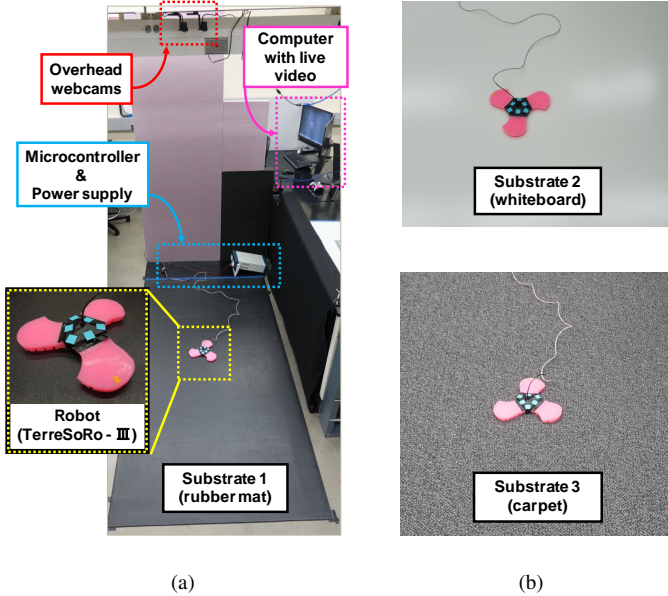 Overhead
webcams
Computer
with live
video
Microcontroller
&
Power supply
Robot
(TerreSoRo - Ⅲ)
Substrate 1
(rubber mat)
(a)
Substrate 2
(whiteboard)
Substrate 3
(carpet)
(b)